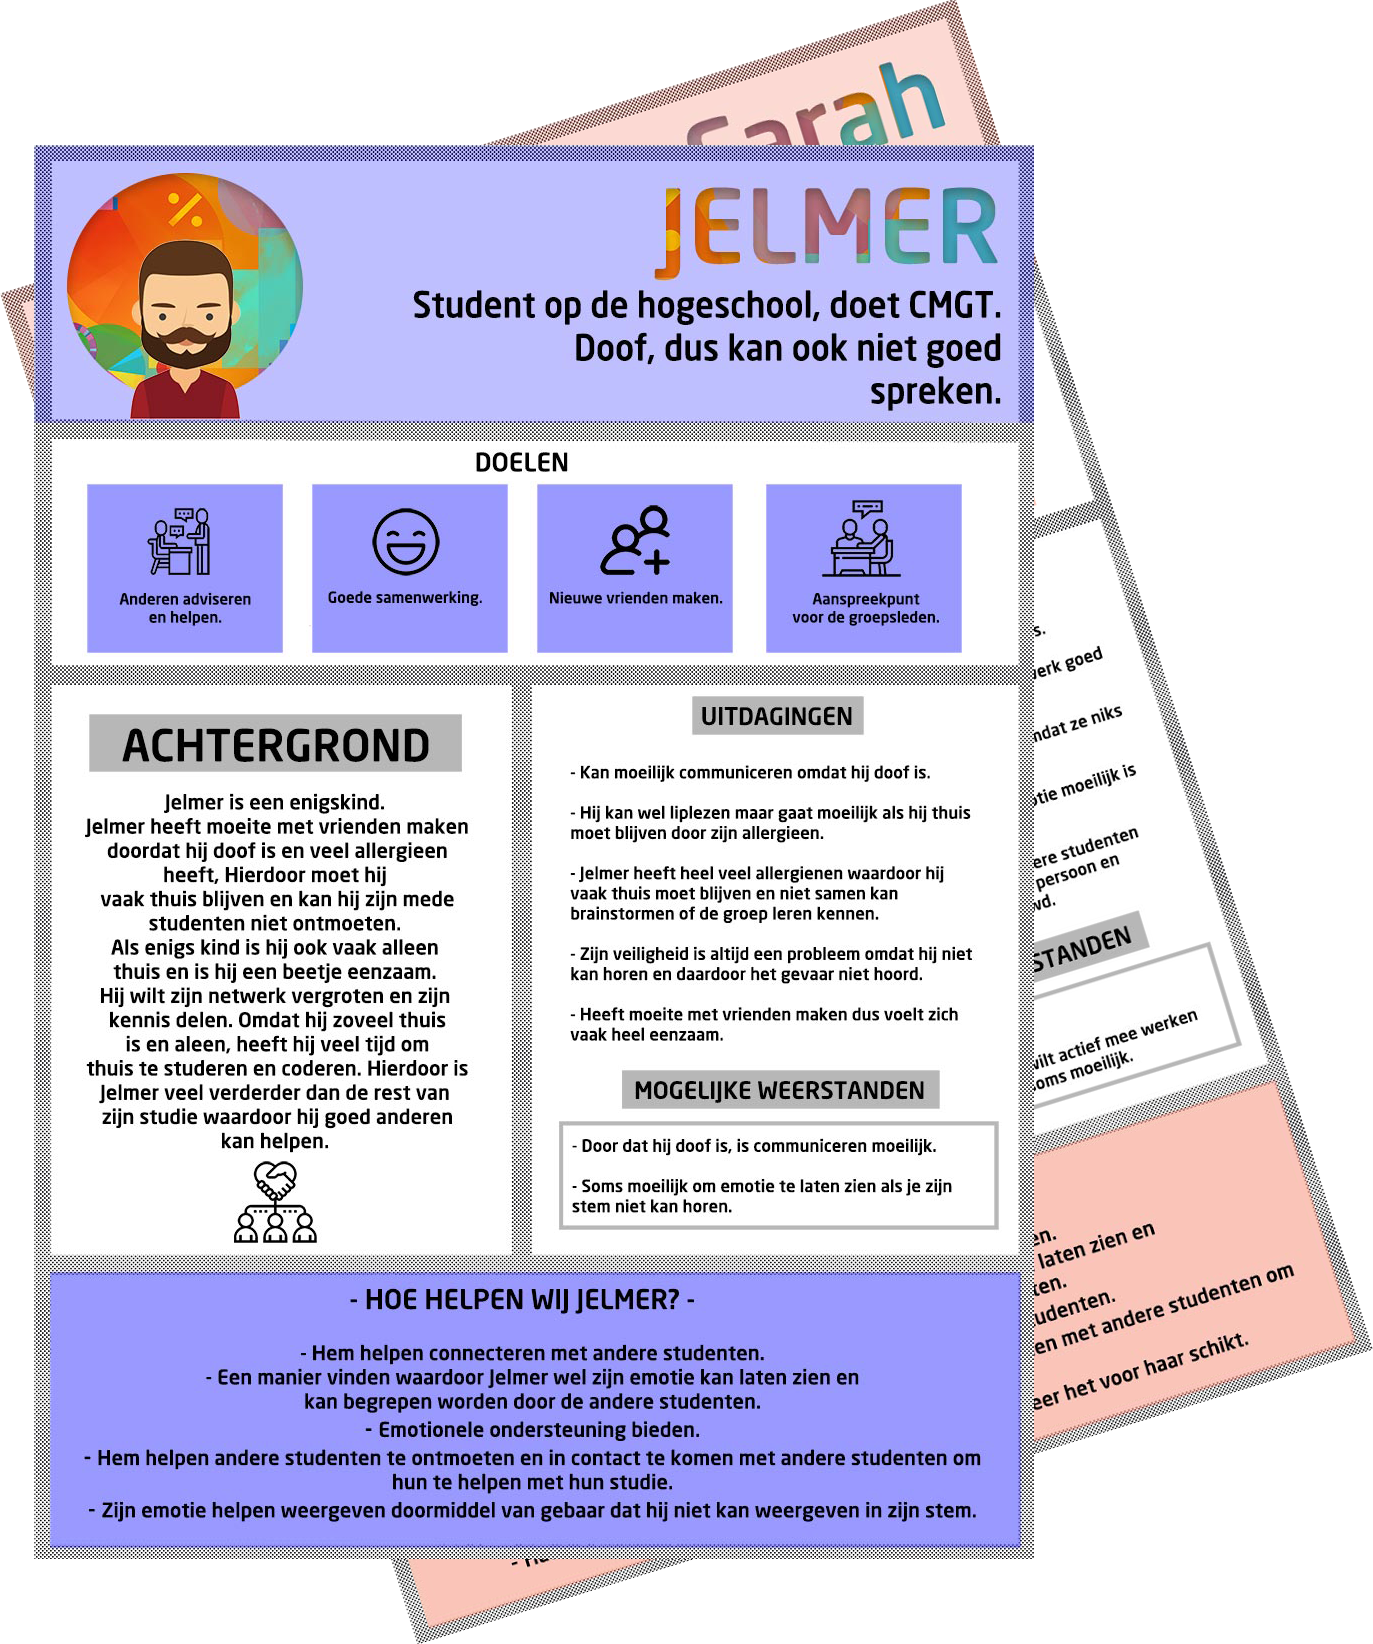 Sarah
JELMER
Student op de hogeschool, doet CMGT.
Doof, dus kan ook niet goed
spreken.
DOELEN
Anderen adviseren
en helpen.
Goede samenwerking.
Nieuwe vrienden maken.
Aanspreekpunt
voor de groepsleden.
ACHTERGROND
Jelmer is een enigskind.
Jelmer heeft moeite met vrienden maken
doordat hij doof is en veel allergieen
heeft, Hierdoor moet hij
vaak thuis blijven en kan hij zijn mede
studenten niet ontmoeten.
Als enigs kind is hij ook vaak alleen
thuis en is hij een beetje eenzaam.
Hij wilt zijn netwerk vergroten en zijn
kennis delen. Omdat hij zoveel thuis
is en aleen, heeft hij veel tijd om
thuis te studeren en coderen. Hierdoor is
Jelmer veel verderder dan de rest van
zijn studie waardoor hij goed anderen
kan helpen.
UITDAGINGEN
- Kan moeilijk communiceren omdat hij doof is.
- Hij kan wel liplezen maar gaat moeilijk als hij thuis
moet blijven door zijn allergieen.
- Jelmer heeft heel veel allergienen waardoor hij
vaak thuis moet blijven en niet samen kan
brainstormen of de groep leren kennen.
- Zijn veiligheid is altijd een probleem omdat hij niet
kan horen en daardoor het gevaar niet hoord.
- Heeft moeite met vrienden maken dus voelt zich
vaak heel eenzaam.
MOGELIJKE WEERSTANDEN
- Door dat hij doof is, is communiceren moeilijk.
- Soms moeilijk om emotie te laten zien als je zijn
stem niet kan horen.
- HOE HELPEN WIJ JELMER? -
- Hem helpen connecteren met andere studenten.
- Een manier vinden waardoor Jelmer wel zijn emotie kan laten zien en
kan begrepen worden door de andere studenten.
- Emotionele ondersteuning bieden.
- Hem helpen andere studenten te ontmoeten en in contact te komen met andere studenten om
hun te helpen met hun studie.
- Zijn emotie helpen weergeven doormiddel van gebaar dat hij niet kan weergeven in zijn stem.
s.
erk goed
ndat ze niks
tie moeilijk is
ere studenten
persoon en
wd.
STANDEN
wilt actief mee werken
soms moeilijk.
en.
laten zien en
ten.
udenten.
en met andere studenten om
eer het voor haar schikt.